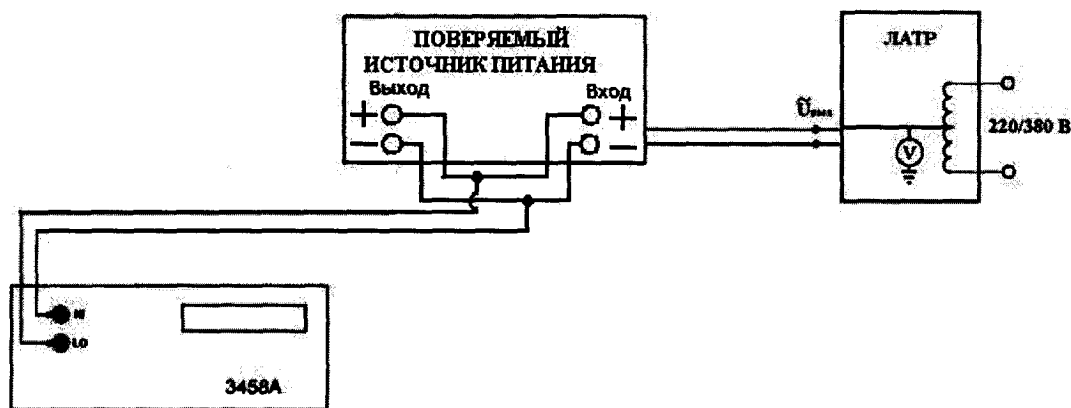 ПОВЕРЯЕМЫЙ
ИСТОЧНИК ПИТАНИЯ
Выход
Вход
+
+
−
−
ЛАТР
220/380 В
V
HI
LO
3458A